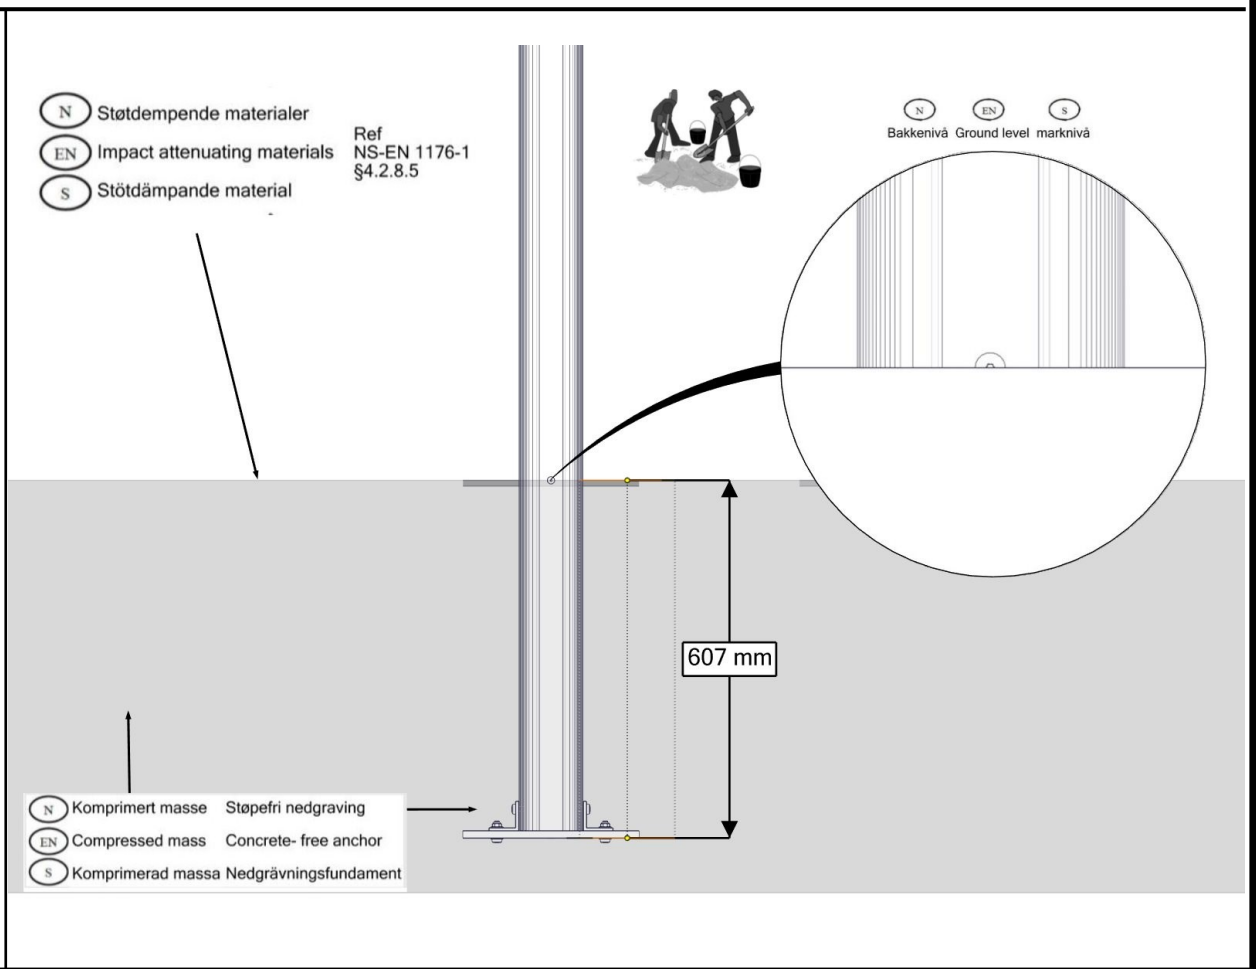 N Støtdempende materialer
EN Impact attenuating materials
S Stötdämpande material
Ref
NS-EN 1176-1
§4.2.8.5
N EN S
Bakkenivå Ground level marknivå
607 mm
N Komprimert masse Støpefri nedgraving
EN Compressed mass Concrete- free anchor
S Komprimerad massa Nedgrävningsfundament